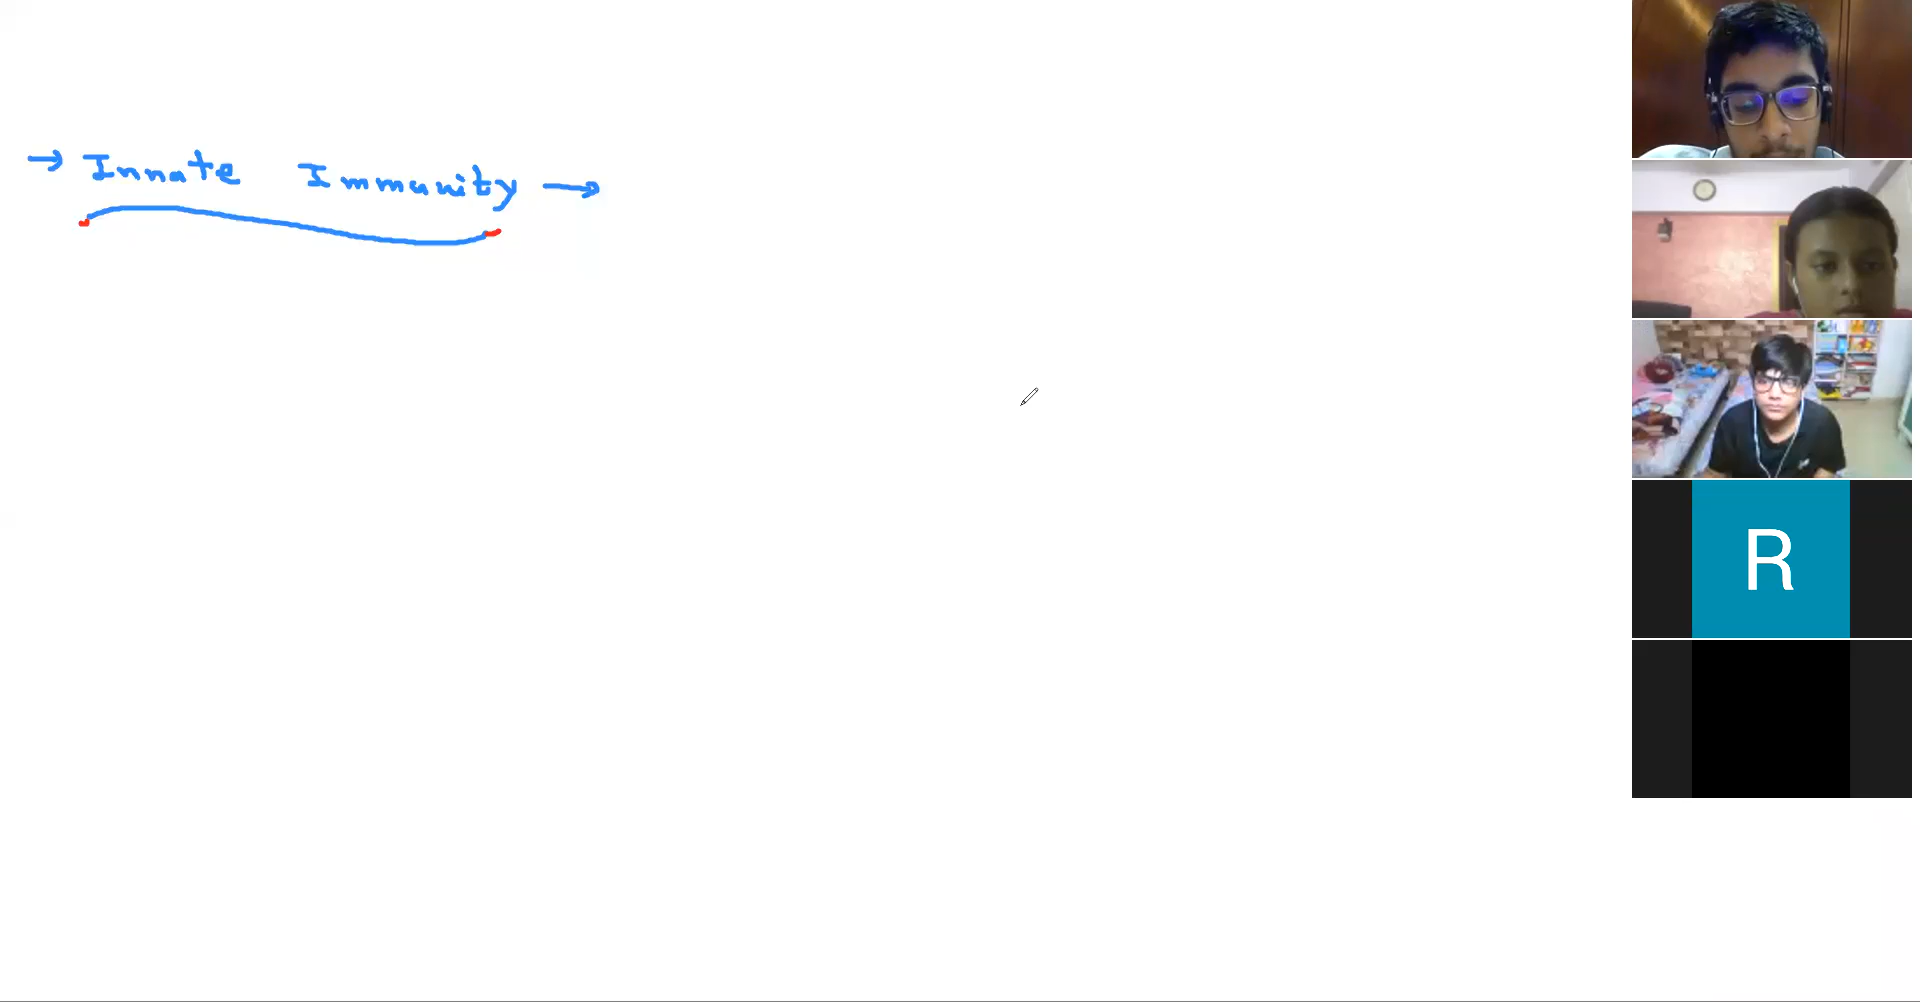 → Innate Immunity →
R